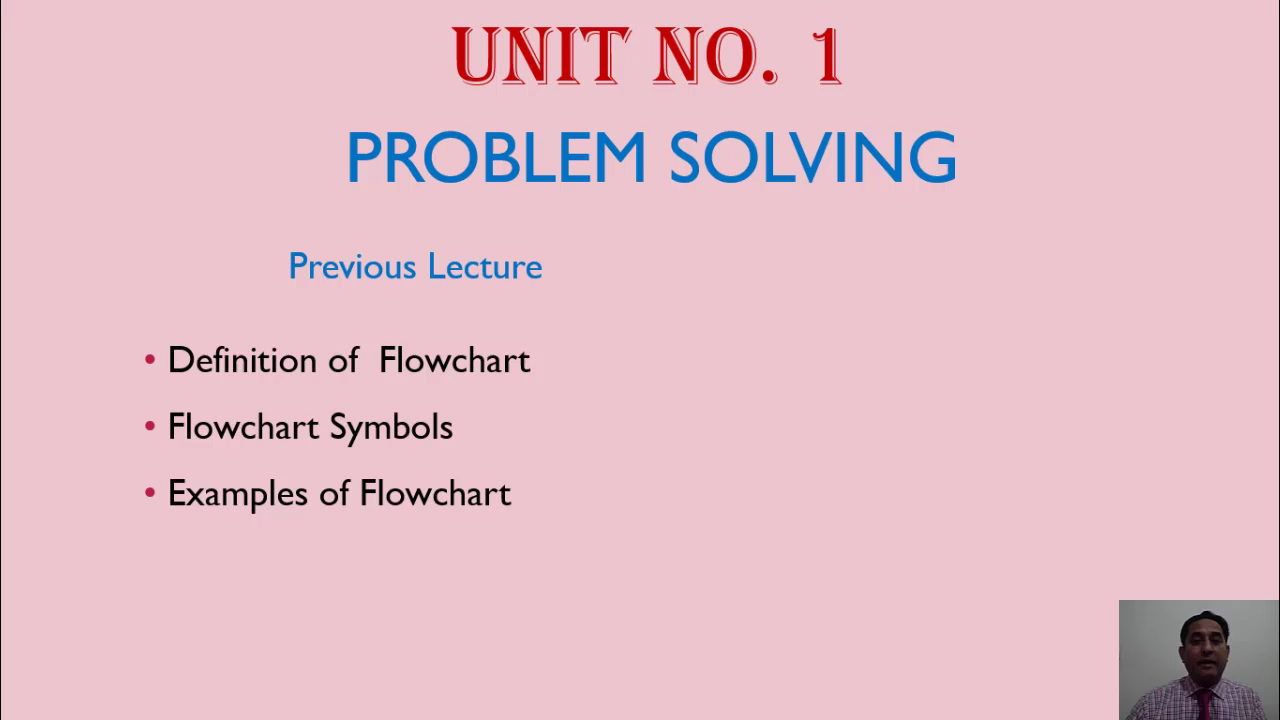 UNIT NO. 1
PROBLEM SOLVING
Previous Lecture
• Definition of Flowchart
• Flowchart Symbols
• Examples of Flowchart